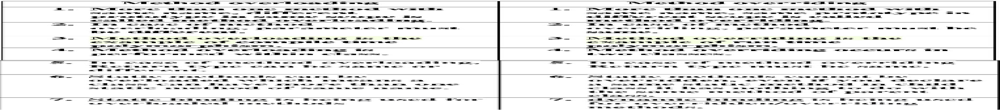 Method overloading
1. More than one method with
same name, different
prototype in same scope is
called method overloading.
2. In case of method
overloading, parameter must
be different.
3. Method overloading is the
example of compile time
polymorphism.
4. Method overloading is
performed within class.
5. In case of method overloading,
Return type can be same or
different.
6. Static methods can be
overloaded which means a
class can have more than one
static method of same name.
7. Static binding is being used for
overloaded methods
Method overriding
1. More than one method with
same name, same prototype in
different scope is called
method overriding
2. In case of method
overriding, parameter must be
same.
3. Method overriding is the
example of run time
polymorphism.
4. Method overriding occurs in
two classes.
5. In case of method overriding
Return type must be same.
6. Static methods cannot be
overridden, even if you declare
a same static method in child
class it has nothing to do with
the same method of parent
class.
7. dynamic binding is being used
for overridden/overriding
methods.